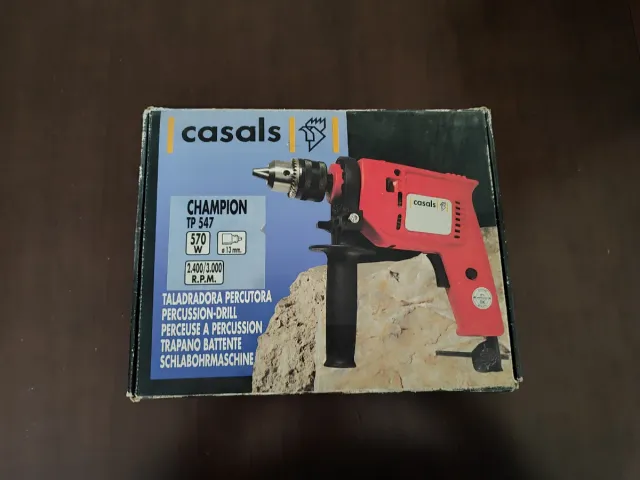 casals
CHAMPION
TP 547
570
W
ø 13 mm.
2.400/3.000
R.P.M.
TALADRADORA PERCUTORA
PERCUSSION-DRILL
PERCEUSE A PERCUSSION
TRAPANO BATTENTE
SCHLABOHRMASCHINE
casals